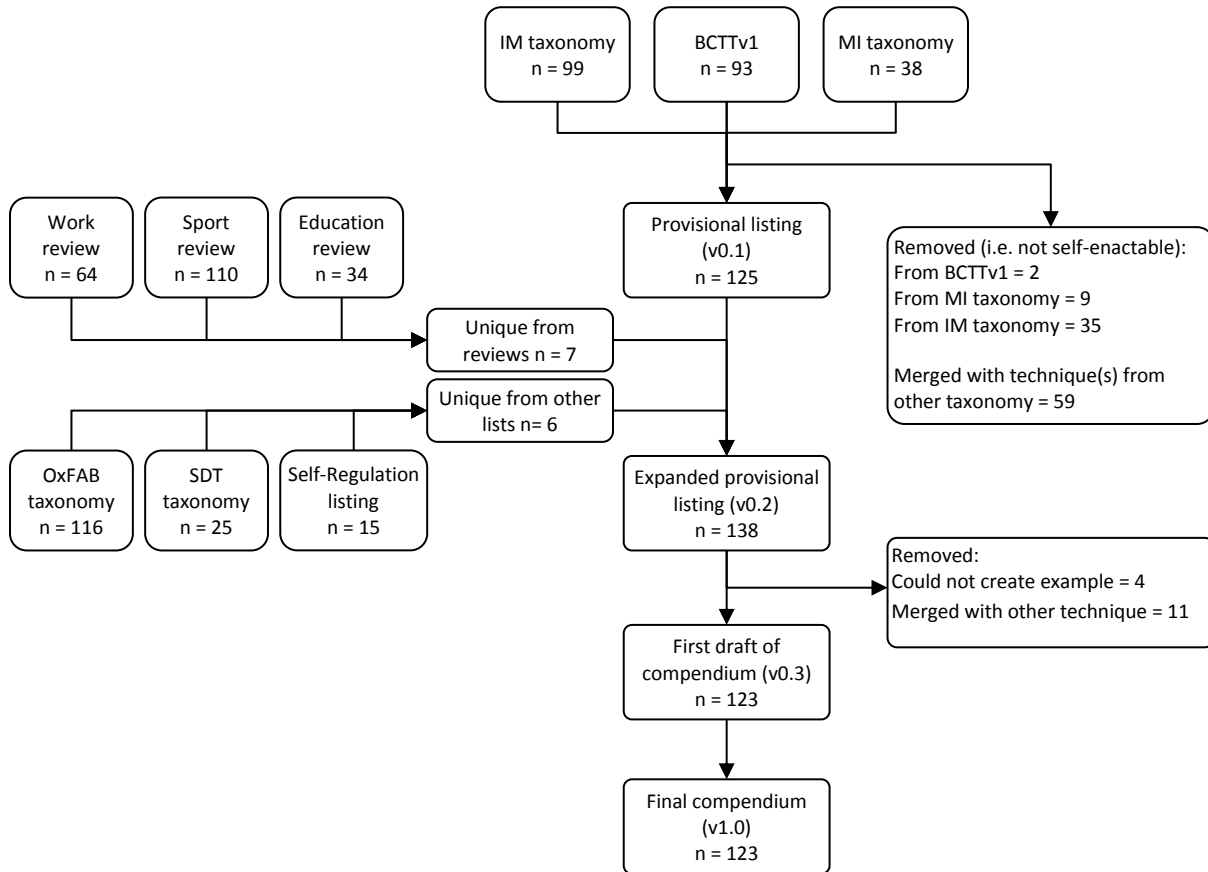 IM taxonomy
n = 99
BCTTv1
n = 93
MI taxonomy
n = 38
Work
review
n = 64
Sport
review
n = 110
Education
review
n = 34
Provisional listing
(v0.1)
n = 125
Removed (i.e. not self-enactable):
From BCTTv1 = 2
From MI taxonomy = 9
From IM taxonomy = 35
Merged with technique(s) from
other taxonomy = 59
Unique from
reviews n = 7
Unique from other
lists n= 6
OxFAB
taxonomy
n = 116
SDT
taxonomy
n = 25
Self-Regulation
listing
n = 15
Expanded provisional
listing (v0.2)
n = 138
Removed:
Could not create example = 4
Merged with other technique = 11
First draft of
compendium (v0.3)
n = 123
Final compendium
(v1.0)
n = 123